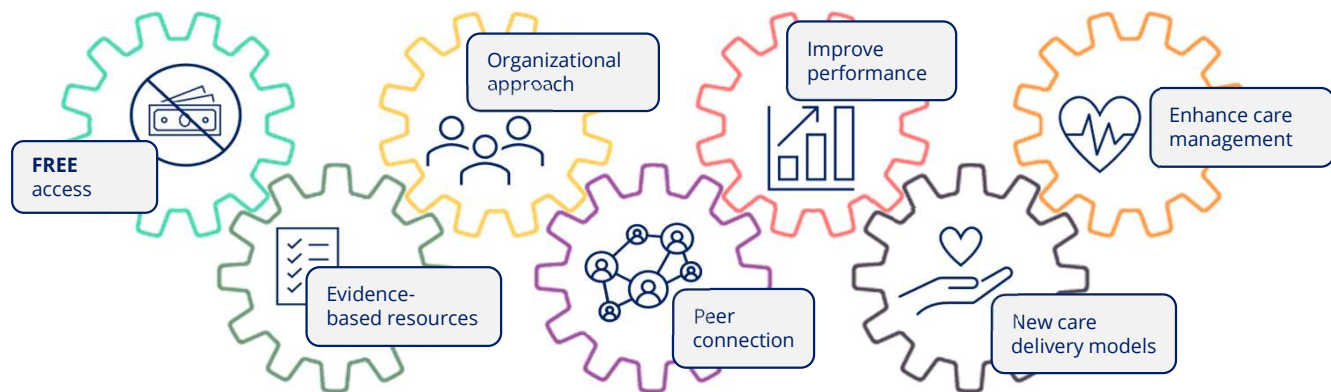 FREE
access
Evidence-
based resources
Organizational
approach
Peer
connection
Improve
performance
New care
delivery models
Enhance care
management